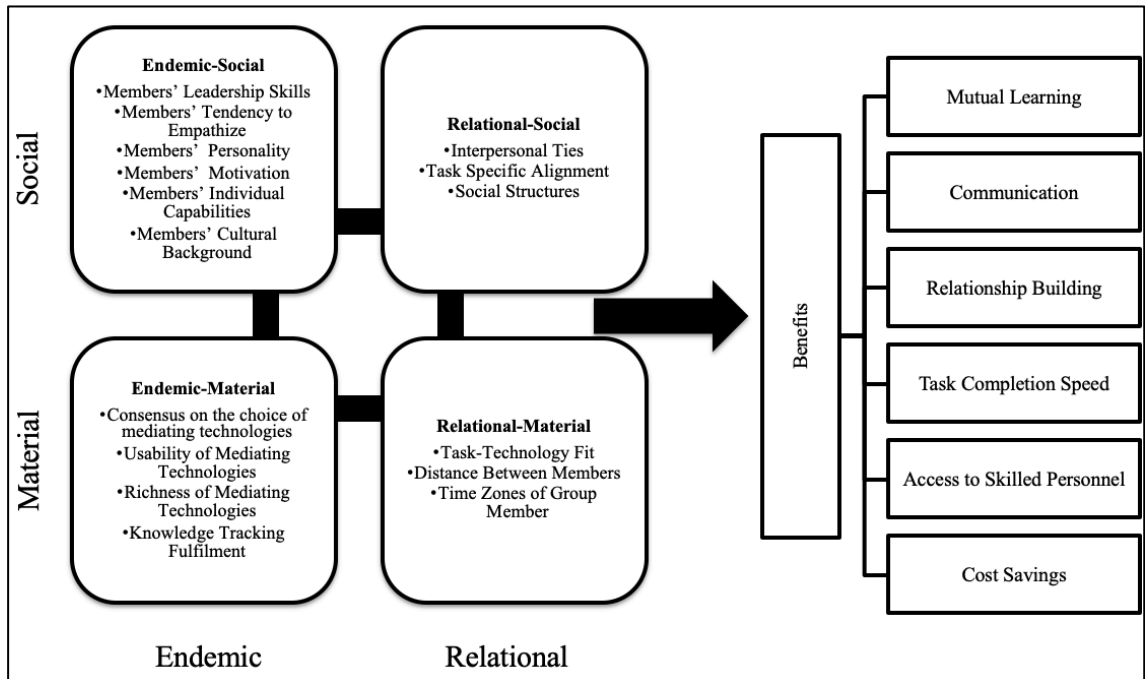 Social
Endemic-Social
•Members' Leadership Skills
•Members' Tendency to
Empathize
•Members' Personality
•Members' Motivation
•Members' Individual
Capabilities
•Members' Cultural
Background
Relational-Social
•Interpersonal Ties
•Task Specific Alignment
•Social Structures
Material
Endemic-Material
•Consensus on the choice of
mediating technologies
•Usability of Mediating
Technologies
•Richness of Mediating
Technologies
•Knowledge Tracking
Fulfilment
Relational-Material
•Task-Technology Fit
•Distance Between Members
•Time Zones of Group
Member
Endemic
Relational
Benefits
Mutual Learning
Communication
Relationship Building
Task Completion Speed
Access to Skilled Personnel
Cost Savings